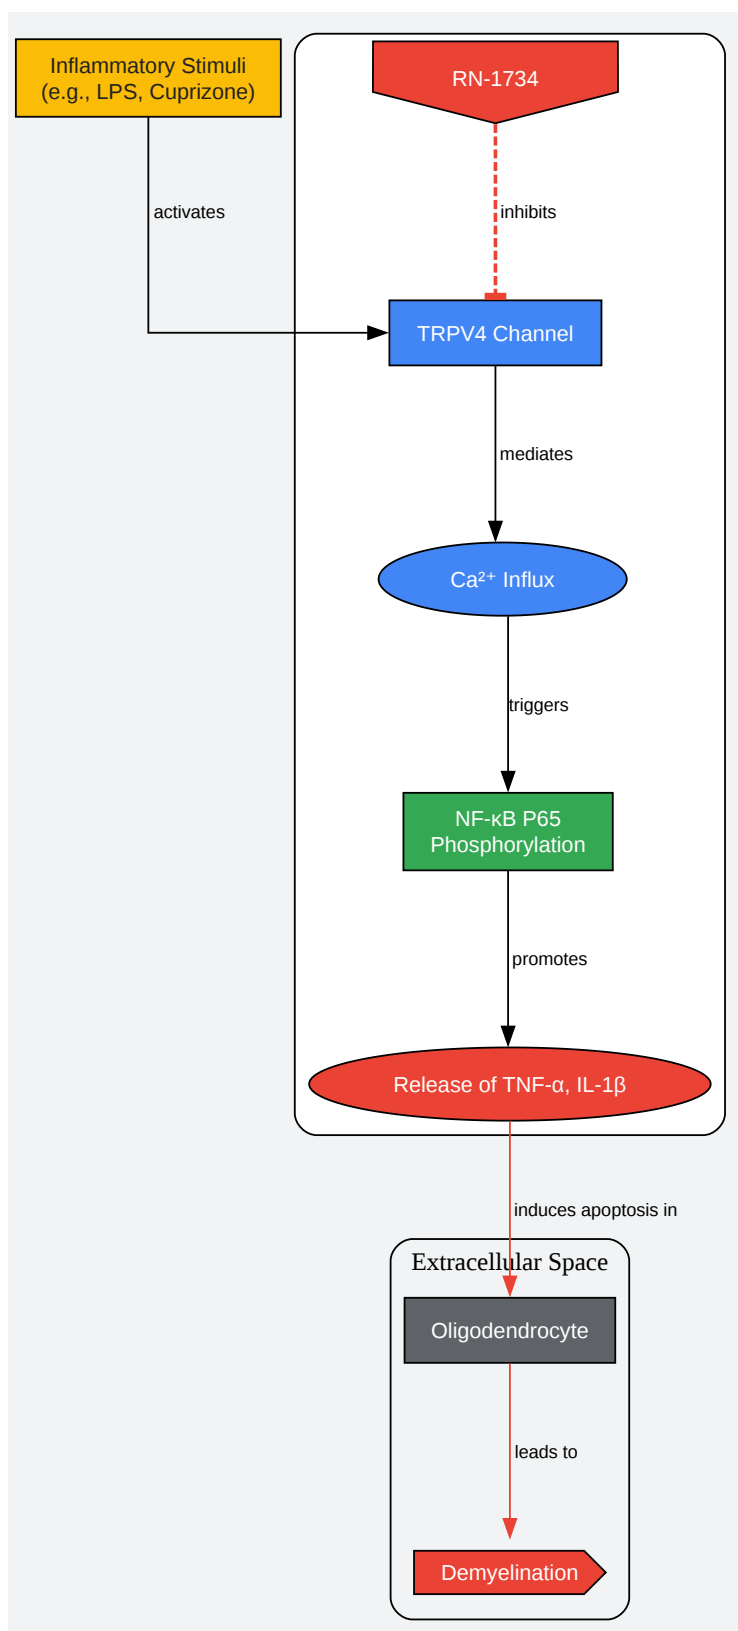 Inflammatory Stimuli
(e.g., LPS, Cuprizone)
RN-1734
activates
inhibits
TRPV4 Channel
mediates
Ca²⁺ Influx
triggers
NF-κB P65
Phosphorylation
promotes
Release of TNF-α, IL-1β
induces apoptosis in
Extracellular Space
Oligodendrocyte
leads to
Demyelination